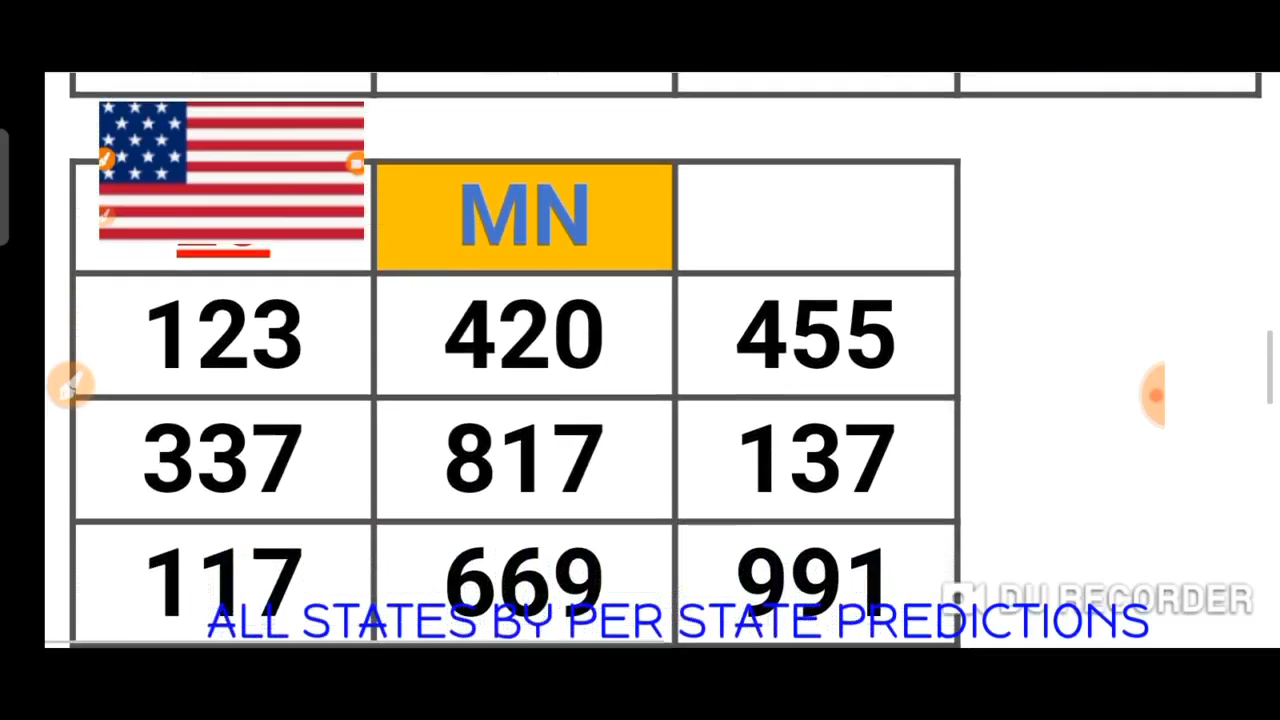 MN
123 420 455
337 817 137
117 669 991
DU RECORDER
ALL STATES BY PER STATE PREDICTIONS